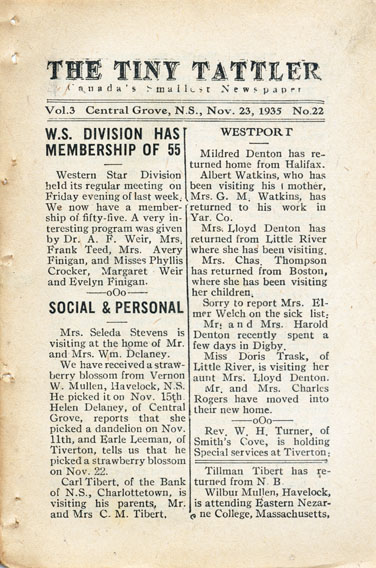 THE TINY TATTLER
Canada's Smallest Newspaper
Vol.3 Central Grove, N.S., Nov. 23, 1935 No.22
W.S. DIVISION HAS
MEMBERSHIP OF 55
Western Star Division
held its regular meeting on
Friday evening of last week.
We now have a member-
ship of fifty-five. A very in-
teresting program was given
by Dr. A. F. Weir, Mrs.
Frank Teed, Mrs. Avery
Finigan, and Misses Phyllis
Crocker, Margaret Weir
and Evelyn Finigan.
——oOo——
SOCIAL & PERSONAL
Mrs. Seleda Stevens is
visiting at the home of Mr.
and Mrs. Wm. Delaney.
We have received a straw-
berry blossom from Vernon
W. Mullen, Havelock, N.S.
He picked it on Nov. 15th.
Helen Delaney, of Central
Grove, reports that she
picked a dandelion on Nov.
11th, and Earle Leeman, of
Tiverton, tells us that he
picked a strawberry blossom
on Nov. 22.
Carl Tibert, of the Bank
of N.S., Charlottetown, is
visiting his parents, Mr.
and Mrs C. M. Tibert.
WESTPORT
Mildred Denton has re-
turned home from Halifax.
Albert Watkins, who has
been visiting his mother,
Mrs. G. M. Watkins, has
returned to his work in
Yar. Co.
Mrs. Lloyd Denton has
returned from Little River
where she has been visiting.
Mrs. Chas. Thompson
has returned from Boston,
where she has been visiting
her children.
Sorry to report Mrs. El-
mer Welch on the sick list.
Mr. and Mrs. Harold
Denton recently spent a
few days in Digby.
Miss Doris Trask, of
Little River, is visiting her
aunt Mrs. Lloyd Denton.
Mr. and Mrs. Charles
Rogers have moved into
their new home.
——oOo——
Rev. W. H. Turner, of
Smith's Cove, is holding
Special services at Tiverton.
Tillman Tibert has re-
turned from N. B.
Wilbur Mullen, Havelock,
is attending Eastern Nezar-
ne College, Massachusetts,